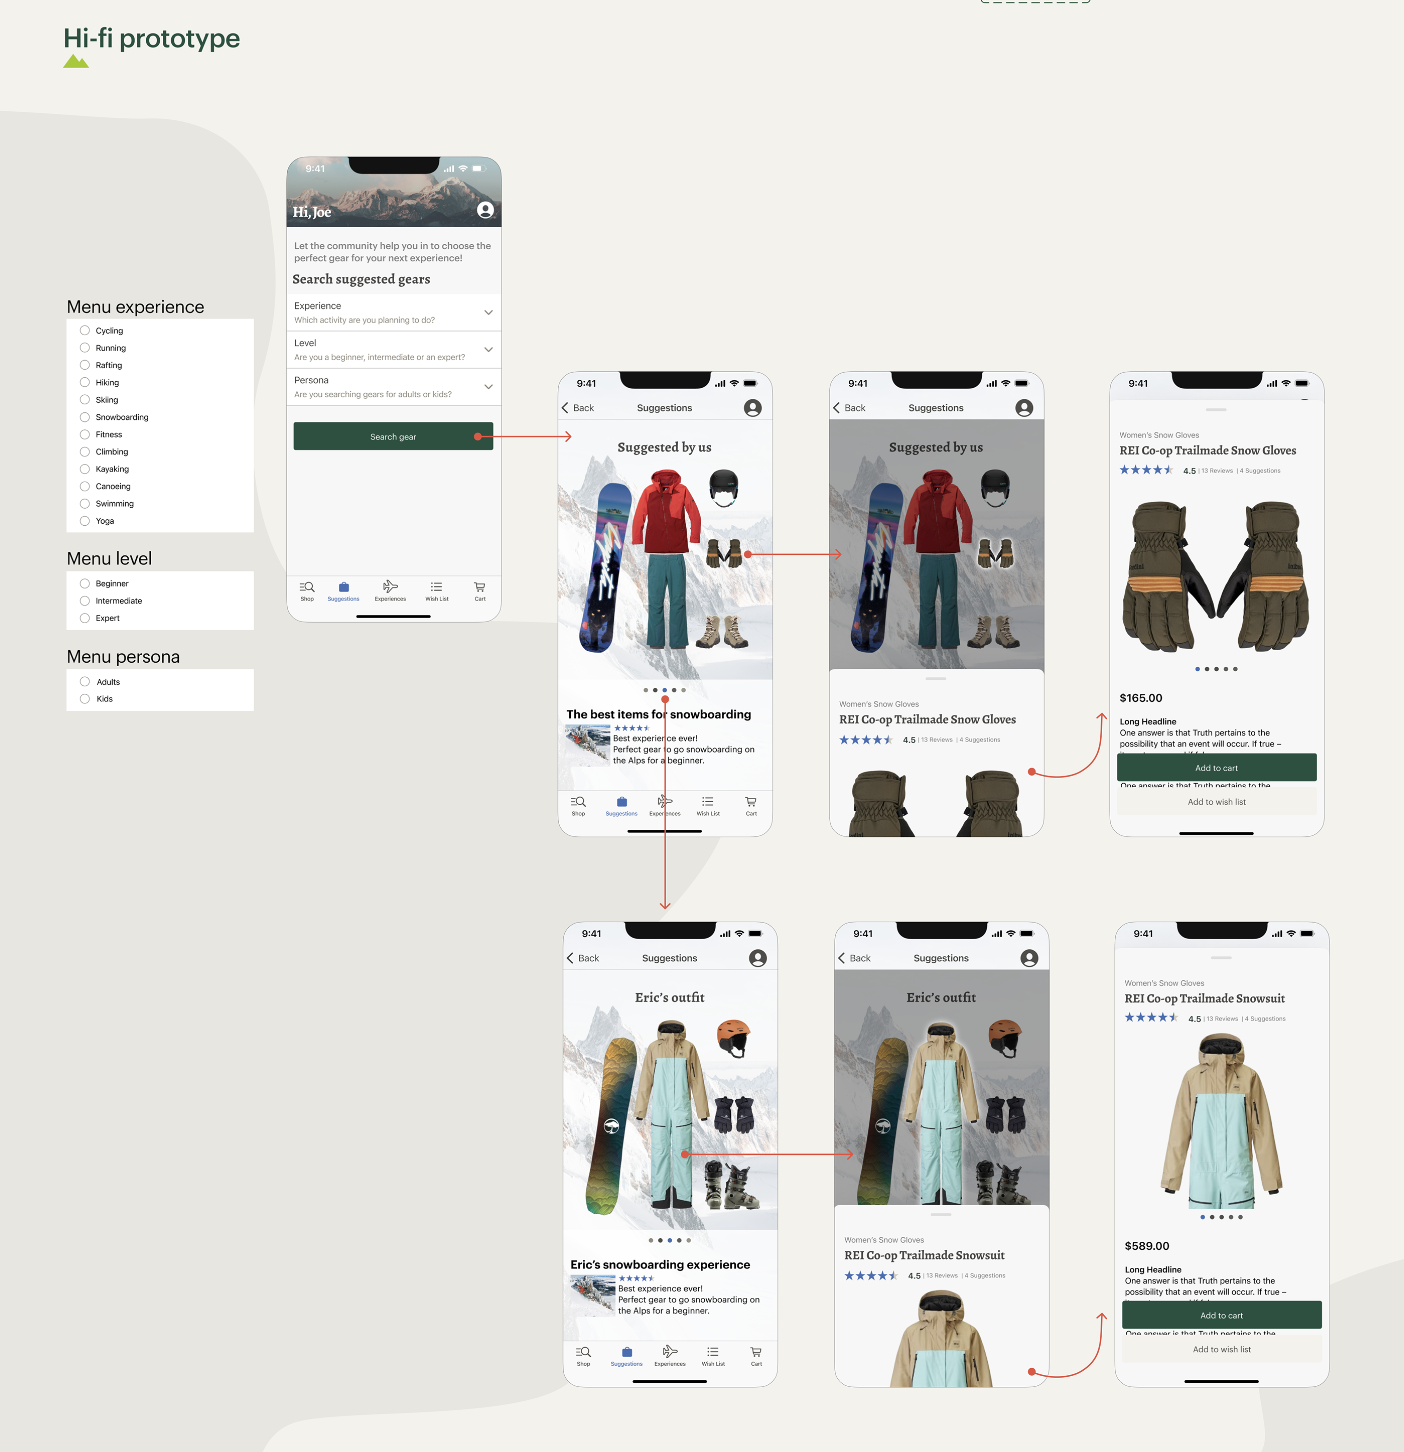 Hi-fi prototype
Menu experience
Cycling
Running
Rafting
Hiking
Skiing
Snowboarding
Fitness
Climbing
Kayaking
Canoeing
Swimming
Yoga
Menu level
Beginner
Intermediate
Expert
Menu persona
Adults
Kids
9:41
Hi, Joe
Let the community help you in to choose the
perfect gear for your next experience!
Search suggested gears
Experience
Which activity are you planning to do?
Level
Are you a beginner, intermediate or an expert?
Persona
Are you searching gears for adults or kids?
Search gear
Shop Suggestions Experiences Wish List Cart
9:41
Back Suggestions
Suggested by us
The best items for snowboarding
Best experience ever!
Perfect gear to go snowboarding on
the Alps for a beginner.
Shop Suggestions Experiences Wish List Cart
9:41
Back Suggestions
Suggested by us
Women's Snow Gloves
REI Co-op Trailmade Snow Gloves
4.5 | 13 Reviews | 4 Suggestions
9:41
Women's Snow Gloves
REI Co-op Trailmade Snow Gloves
4.5 | 13 Reviews | 4 Suggestions
$165.00
Long Headline
One answer is that Truth pertains to the
possibility that an event will occur. If true –
Add to cart
One answer is that Truth pertains to the
Add to wish list
9:41
Back Suggestions
Eric's outfit
Eric's snowboarding experience
Best experience ever!
Perfect gear to go snowboarding on
the Alps for a beginner.
Shop Suggestions Experiences Wish List Cart
9:41
Back Suggestions
Eric's outfit
Women's Snow Gloves
REI Co-op Trailmade Snowsuit
4.5 | 13 Reviews | 4 Suggestions
9:41
Women's Snow Gloves
REI Co-op Trailmade Snowsuit
4.5 | 13 Reviews | 4 Suggestions
$589.00
Long Headline
One answer is that Truth pertains to the
possibility that an event will occur. If true –
Add to cart
One answer is that Truth pertains to the
Add to wish list